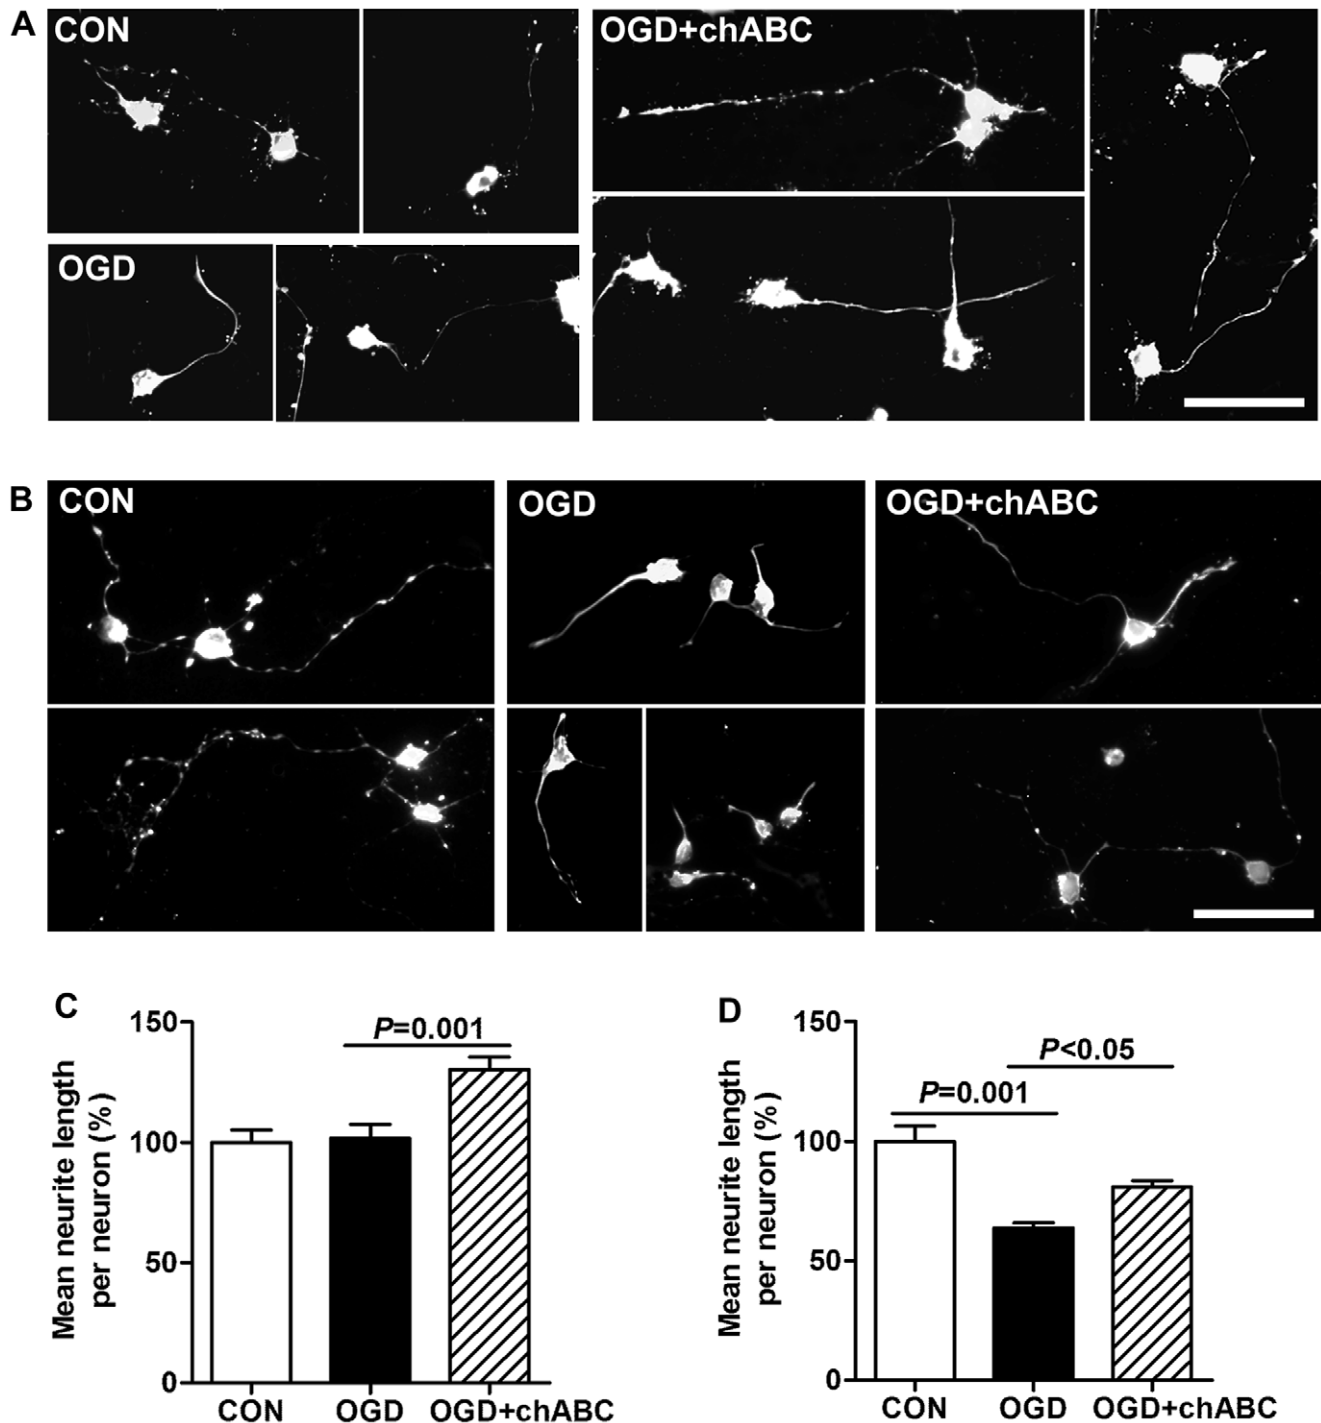 A
CON
OGD+chABC
OGD
B
CON
OGD
OGD+chABC
C
Mean neurite length
per neuron (%)
150
100
50
0
P=0.001
CON
OGD
OGD+chABC
D
Mean neurite length
per neuron (%)
150
100
50
0
P=0.001
P<0.05
CON
OGD
OGD+chABC